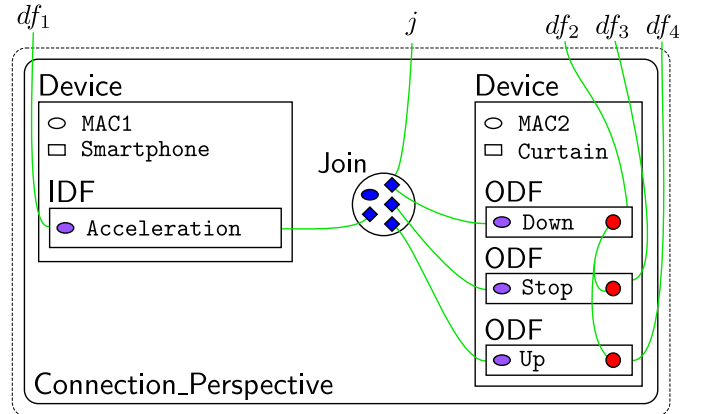 df1
j
df2
df3
df4
Device
MAC1
Smartphone
IDF
Acceleration
Join
Device
MAC2
Curtain
ODF
Down
ODF
Stop
ODF
Up
Connection_Perspective